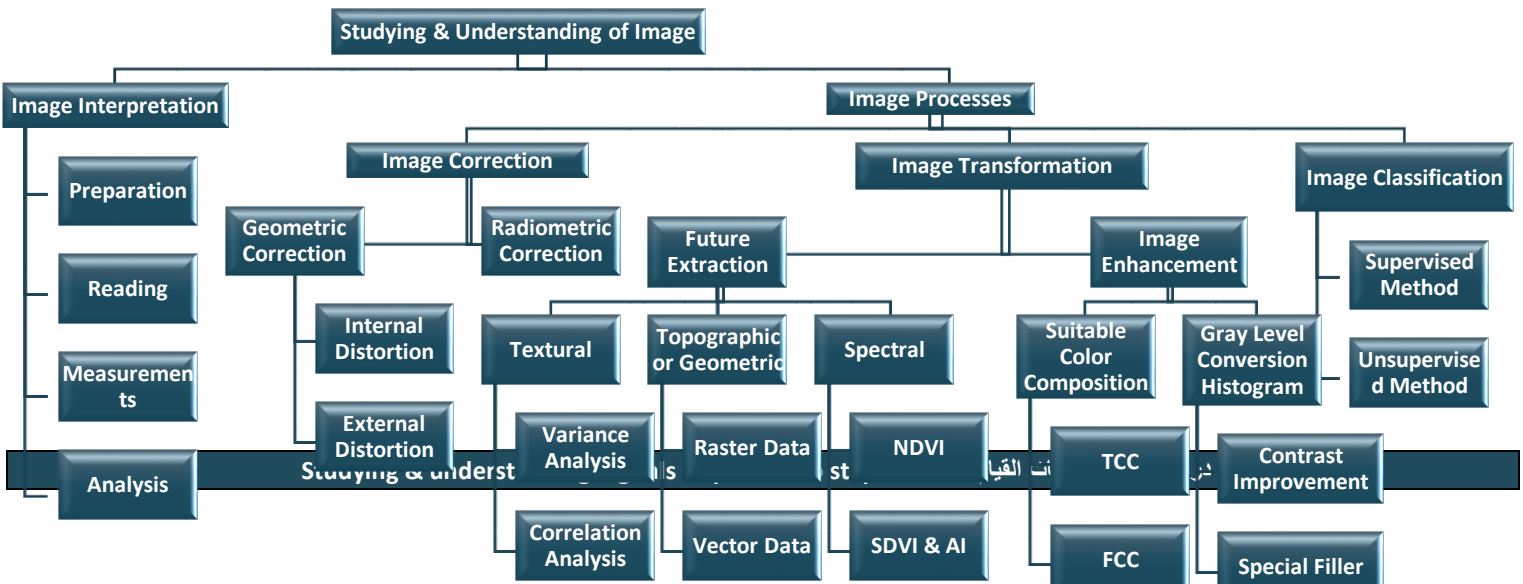 Studying & Understanding of Image
Image Interpretation
Image Processes
Preparation
Reading
Measuremen
ts
Analysis
Image Correction
Image Transformation
Image Classification
Geometric
Correction
Radiometric
Correction
Internal
Distortion
External
Distortion
Future
Extraction
Image
Enhancement
Textural
Topographic
or Geometric
Spectral
Variance
Analysis
Correlation
Analysis
Raster Data
Vector Data
NDVI
SDVI & AI
Suitable
Color
Composition
Gray Level
Conversion
Histogram
TCC
FCC
Contrast
Improvement
Special Filler
Supervised
Method
Unsupervise
d Method
Studying &